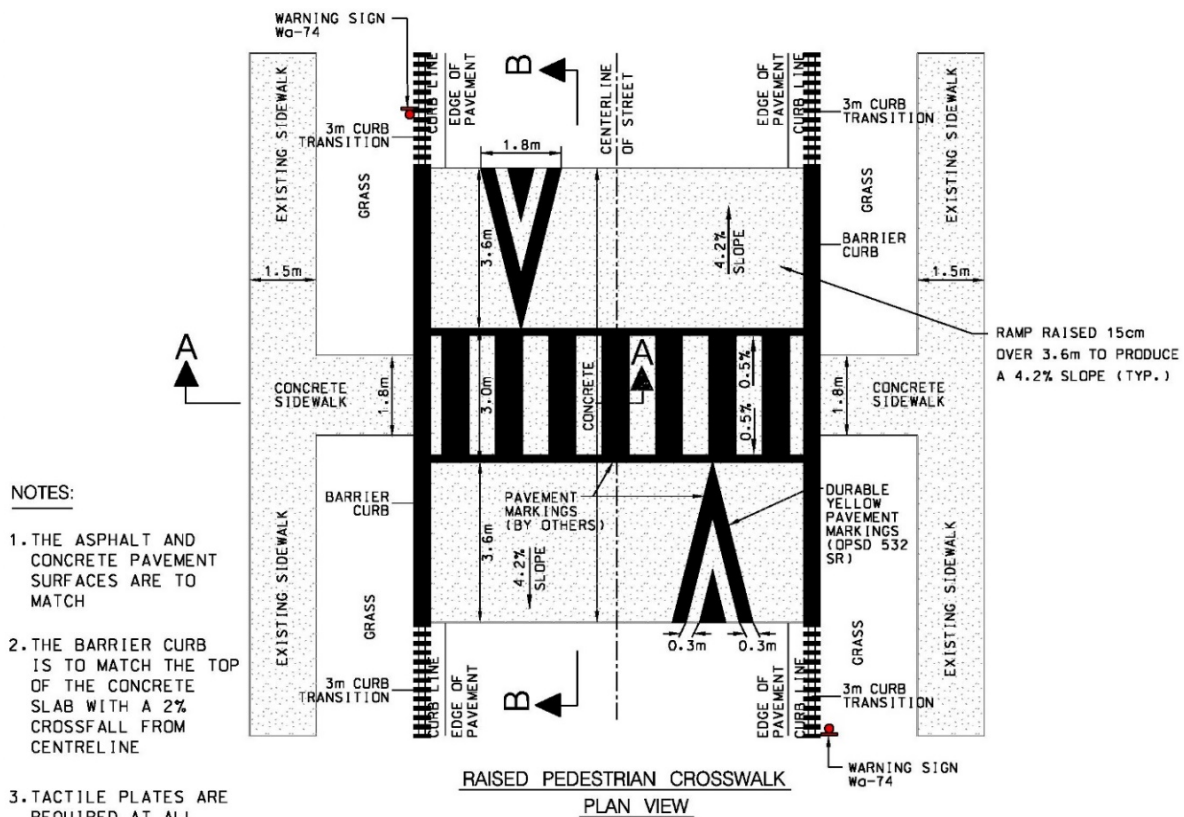 WARNING SIGN
Wa-74
B
CURB LINE
EDGE OF
PAVEMENT
CENTERLINE
OF STREET
EDGE OF
PAVEMENT
CURB LINE
3m CURB
TRANSITION
3m CURB
TRANSITION
EXISTING SIDEWALK
EXISTING SIDEWALK
GRASS
GRASS
1.8m
3.6m
4.2%
SLOPE
BARRIER
CURB
1.5m
1.5m
RAMP RAISED 15cm
OVER 3.6m TO PRODUCE
A 4.2% SLOPE (TYP.)
A
A
CONCRETE
SIDEWALK
1.8m
3.0m
CONCRETE
0.5%
0.5%
1.8m
CONCRETE
SIDEWALK
NOTES:
1. THE ASPHALT AND
CONCRETE PAVEMENT
SURFACES ARE TO
MATCH
2. THE BARRIER CURB
IS TO MATCH THE TOP
OF THE CONCRETE
SLAB WITH A 2%
CROSSFALL FROM
CENTRELINE
3. TACTILE PLATES ARE
REQUIRED AT ALL
BARRIER
CURB
PAVEMENT
MARKINGS
(BY OTHERS)
DURABLE
YELLOW
PAVEMENT
MARKINGS
(OPSD 532
SR)
3.6m
4.2%
SLOPE
EXISTING SIDEWALK
EXISTING SIDEWALK
GRASS
GRASS
0.3m
0.3m
3m CURB
TRANSITION
3m CURB
TRANSITION
CURB LINE
EDGE OF
PAVEMENT
B
EDGE OF
PAVEMENT
CURB LINE
WARNING SIGN
Wa-74
RAISED PEDESTRIAN CROSSWALK
PLAN VIEW